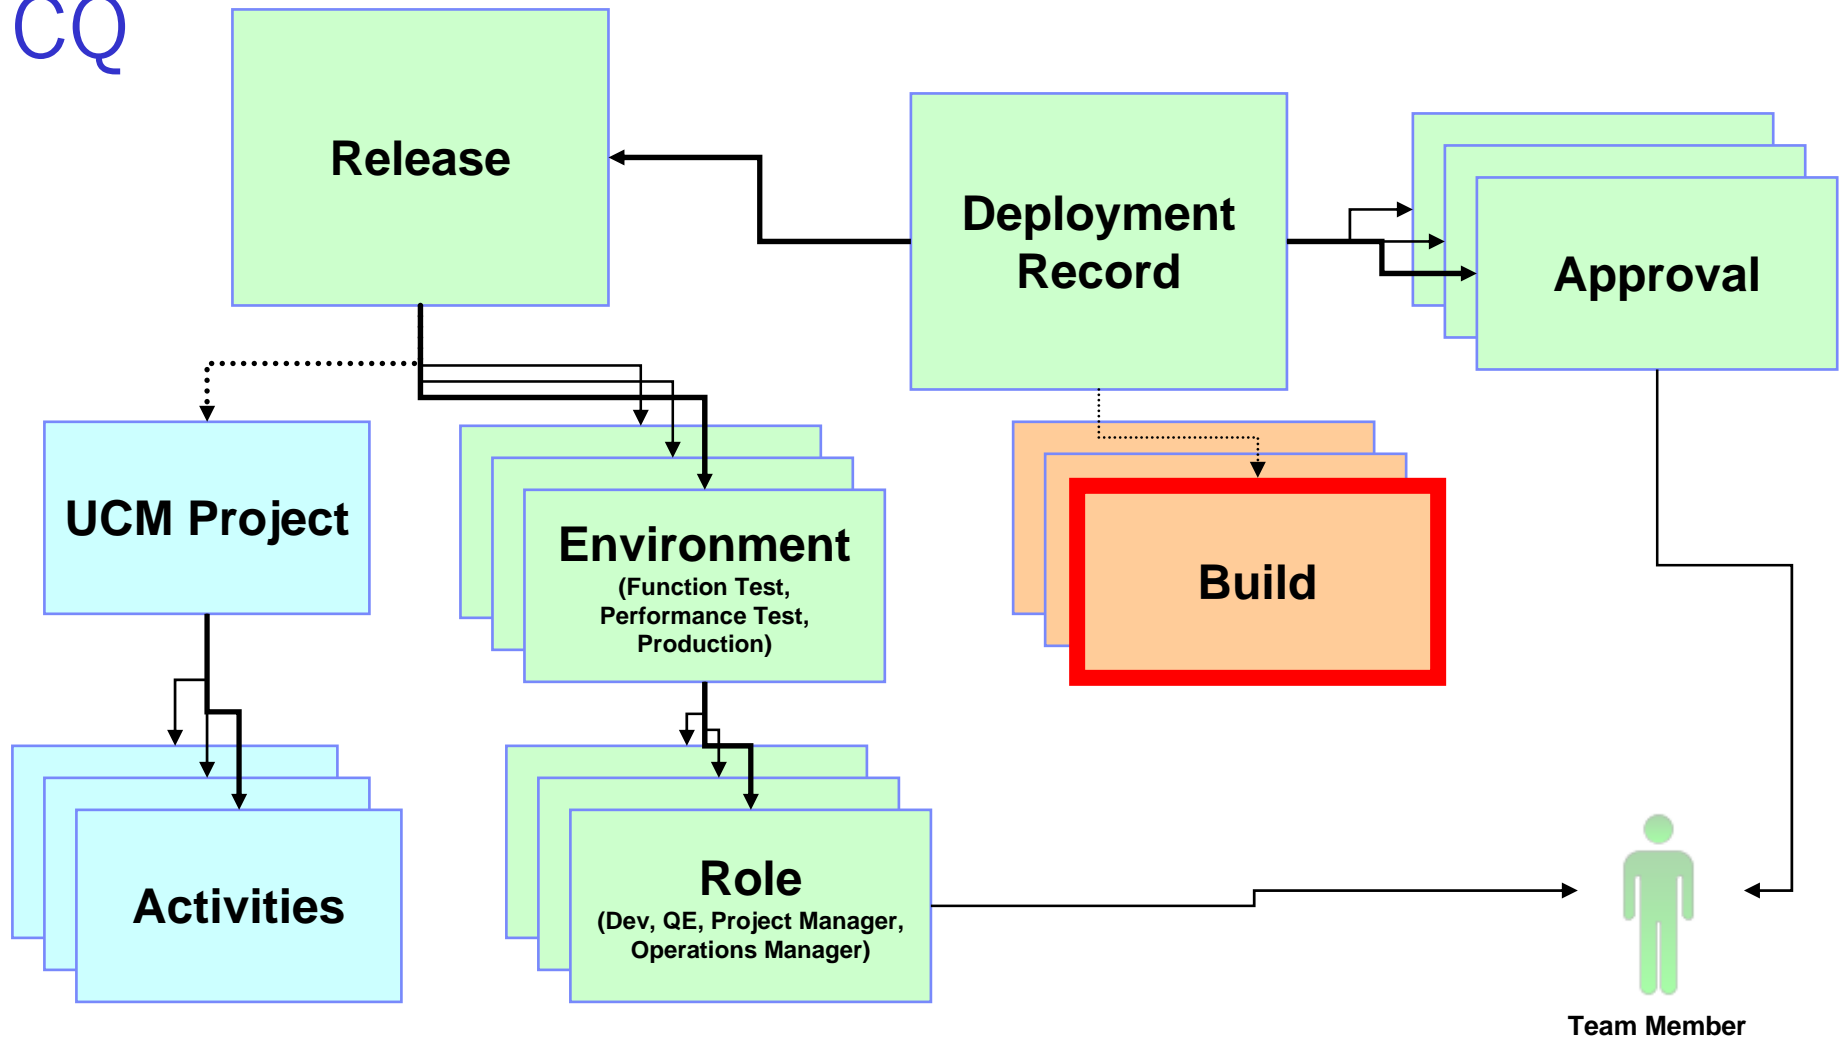 CQ
Release
Deployment
Record
Approval
UCM Project
Environment
(Function Test,
Performance Test,
Production)
Build
Activities
Role
(Dev, QE, Project Manager,
Operations Manager)
Team Member